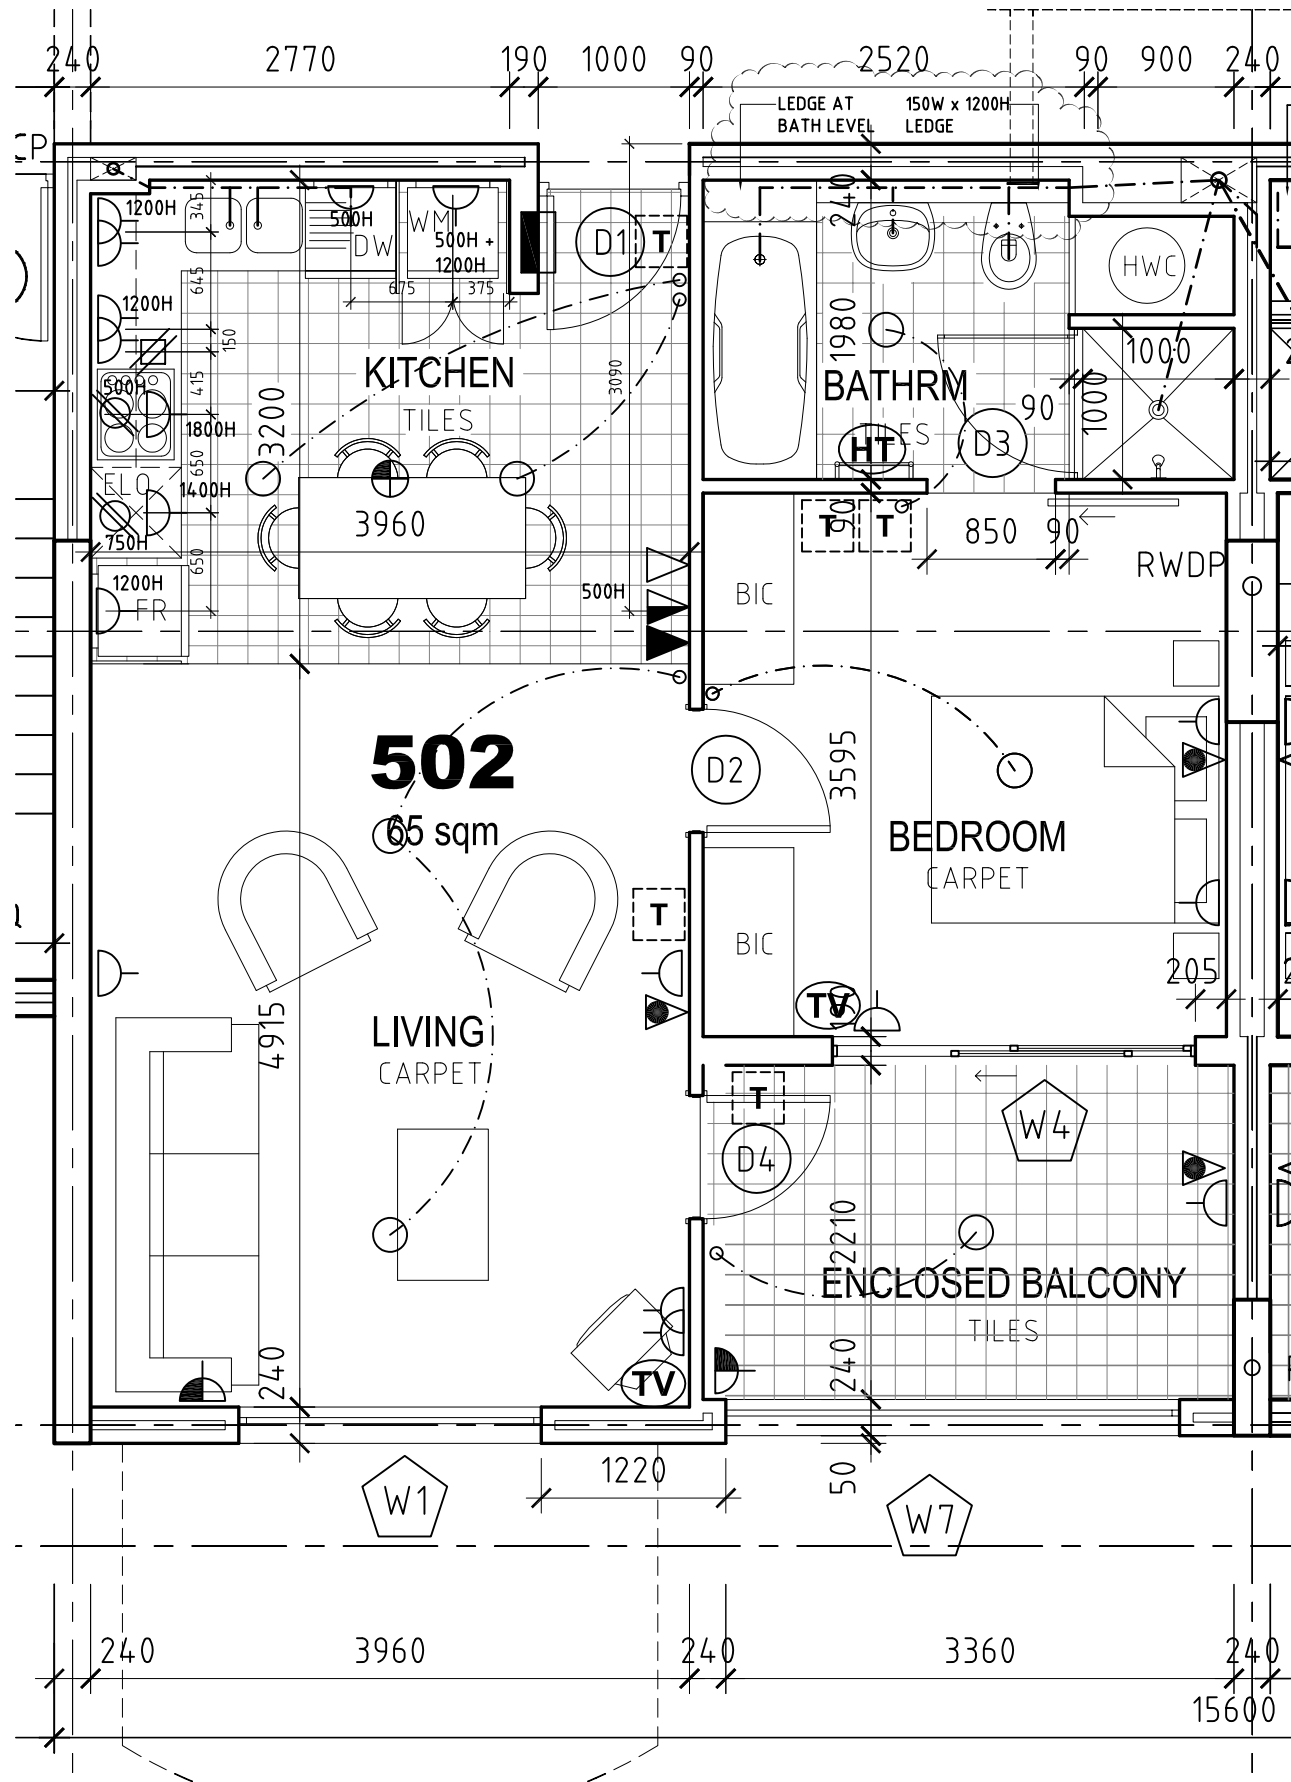 240
2770
190
1000
90
2520
90
900
240
LEDGE AT
BATH LEVEL
150W x 1200H
LEDGE
CP
1200H
345
500H
DW
WM
500H +
1200H
D1
T
240
HWC
645
675
375
1200H
150
KITCHEN
TILES
3090
1980
BATHRM
TILES
1000
1000
90
D3
HT
500H
415
1800H
3200
650
ELO
1400H
750H
3960
650
1200H
FR
500H
T
T
90
850
90
RWDP
BIC
502
65 sqm
D2
3595
BEDROOM
CARPET
T
BIC
205
TV
4915
LIVING
CARPET
T
W4
D4
2210
ENCLOSED BALCONY
TILES
240
240
TV
1220
50
W1
W7
240
3960
240
3360
240
15600